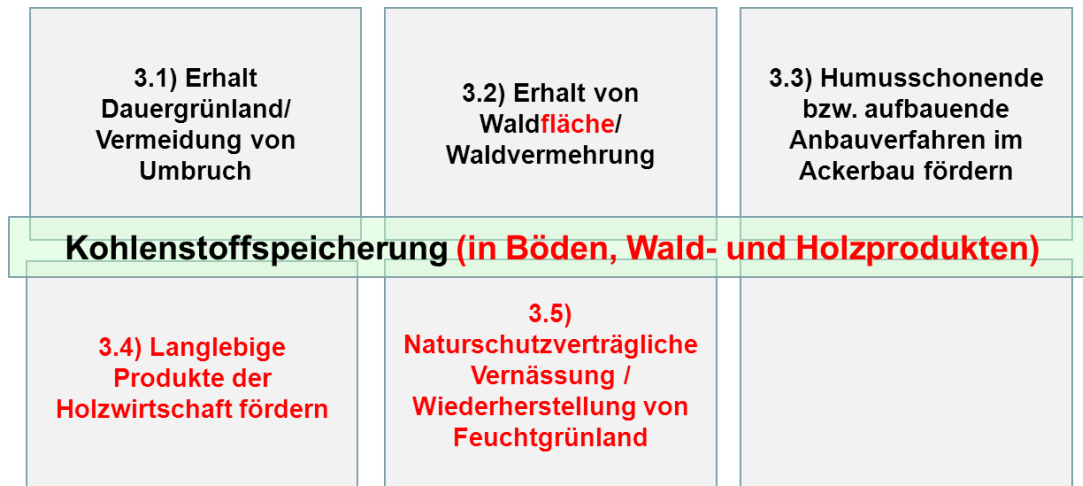 3.1) Erhalt
Dauergrünland/
Vermeidung von
Umbruch
3.2) Erhalt von
Waldfläche/
Waldvermehrung
3.3) Humusschonende
bzw. aufbauende
Anbauverfahren im
Ackerbau fördern
Kohlenstoffspeicherung (in Böden, Wald- und Holzprodukten)
3.4) Langlebige
Produkte der
Holzwirtschaft fördern
3.5)
Naturschutzverträgliche
Vernässung /
Wiederherstellung von
Feuchtgrünland